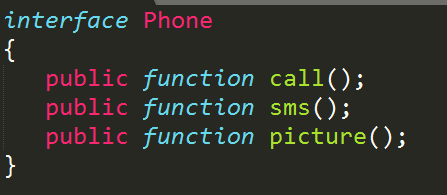 interface Phone
{
public function call();
public function sms();
public function picture();
}